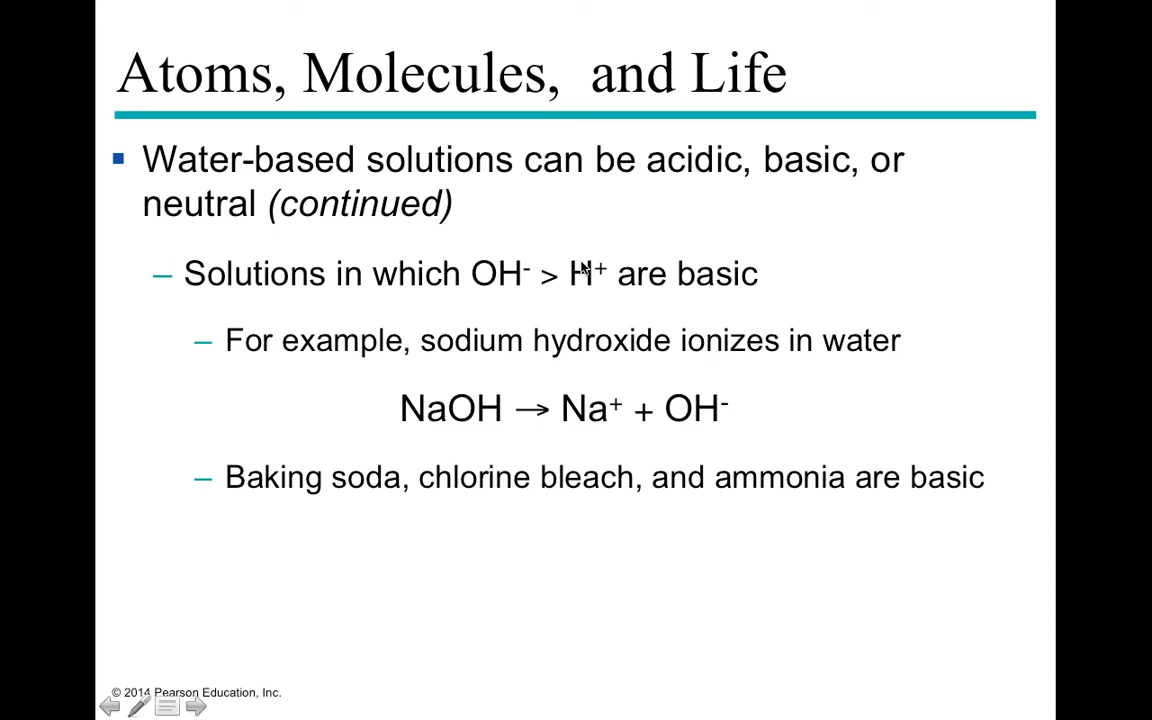 Atoms, Molecules,  and Life
▪ Water-based solutions can be acidic, basic, or
neutral (continued)
– Solutions in which OH⁻ > H⁺ are basic
– For example, sodium hydroxide ionizes in water
NaOH → Na⁺ + OH⁻
– Baking soda, chlorine bleach, and ammonia are basic
© 2014 Pearson Education, Inc.